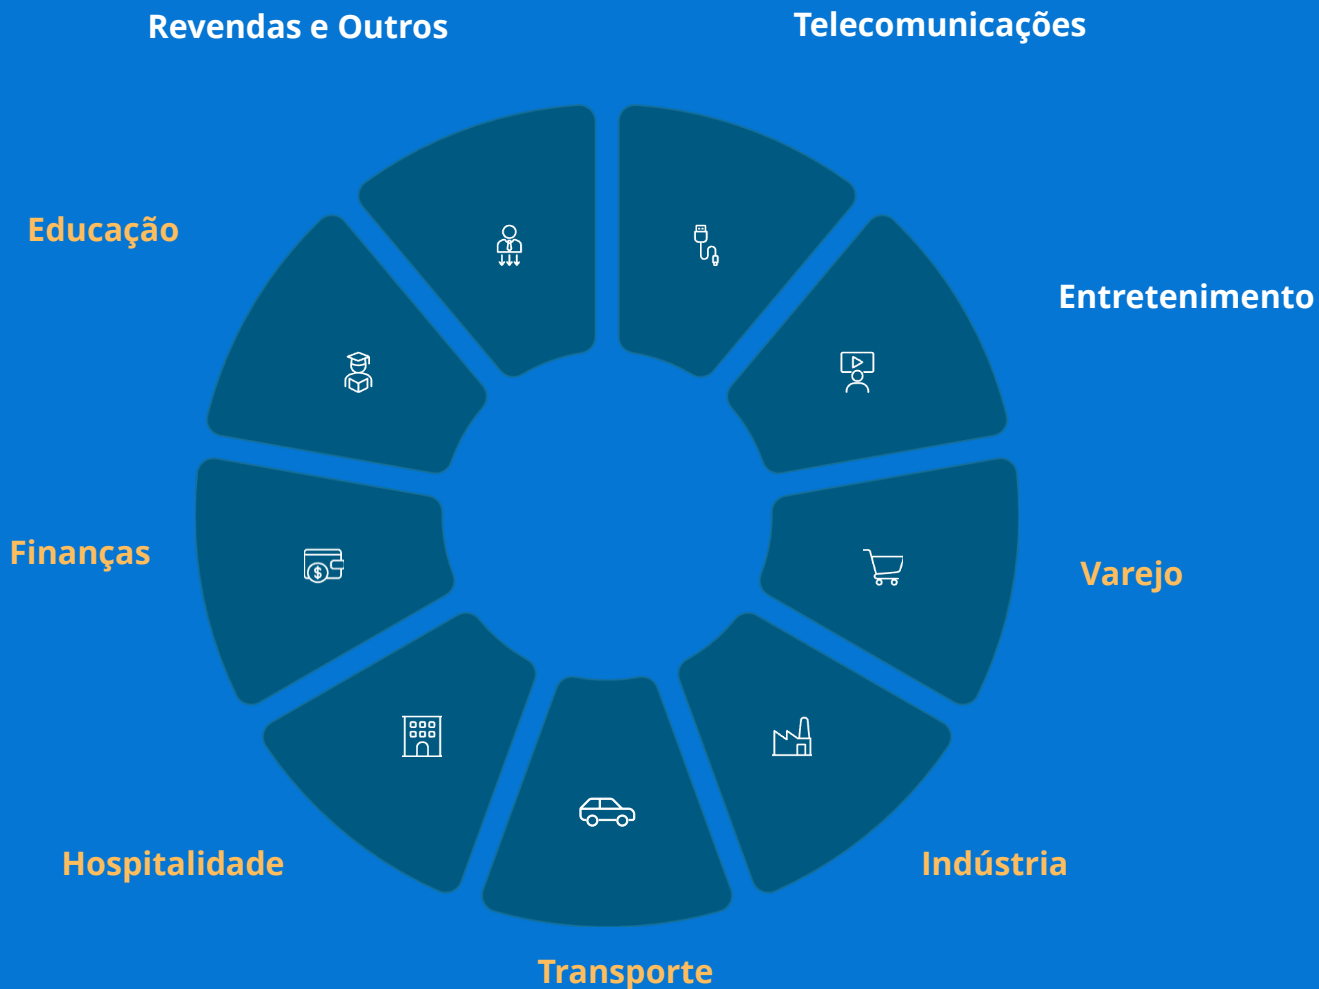 Revendas e Outros
Telecomunicações
Educação
Entretenimento
Finanças
Varejo
Hospitalidade
Indústria
Transporte